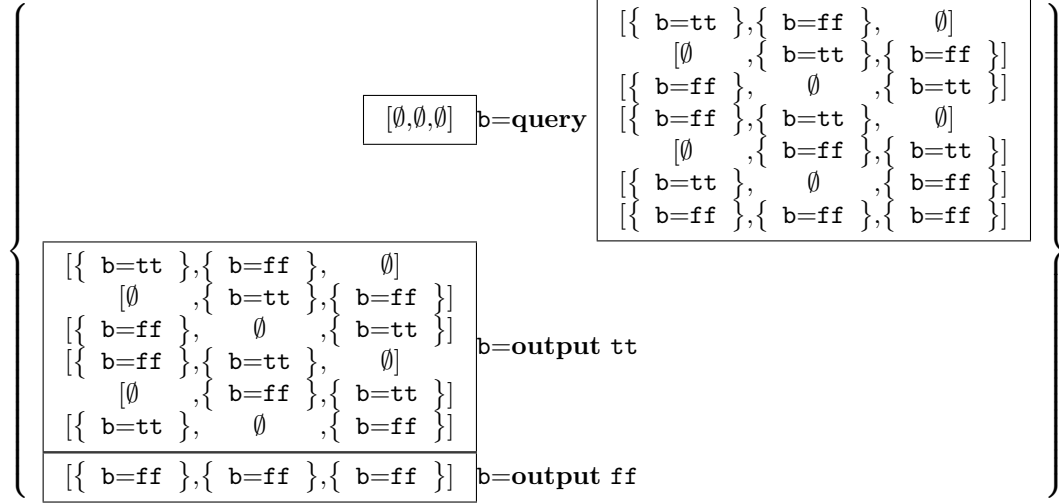 [{ b=tt },{ b=ff }, ∅]
[∅ ,{ b=tt },{ b=ff }]
[{ b=ff }, ∅ ,{ b=tt }]
[∅,∅,∅] b=query [{ b=ff },{ b=tt }, ∅]
[∅ ,{ b=ff },{ b=tt }]
[{ b=tt }, ∅ ,{ b=ff }]
[{ b=ff },{ b=ff },{ b=ff }]
[{ b=tt },{ b=ff }, ∅]
[∅ ,{ b=tt },{ b=ff }]
[{ b=ff }, ∅ ,{ b=tt }]
b=output tt
[{ b=ff },{ b=tt }, ∅]
[∅ ,{ b=ff },{ b=tt }]
[{ b=tt }, ∅ ,{ b=ff }]
[{ b=ff },{ b=ff },{ b=ff }] b=output ff